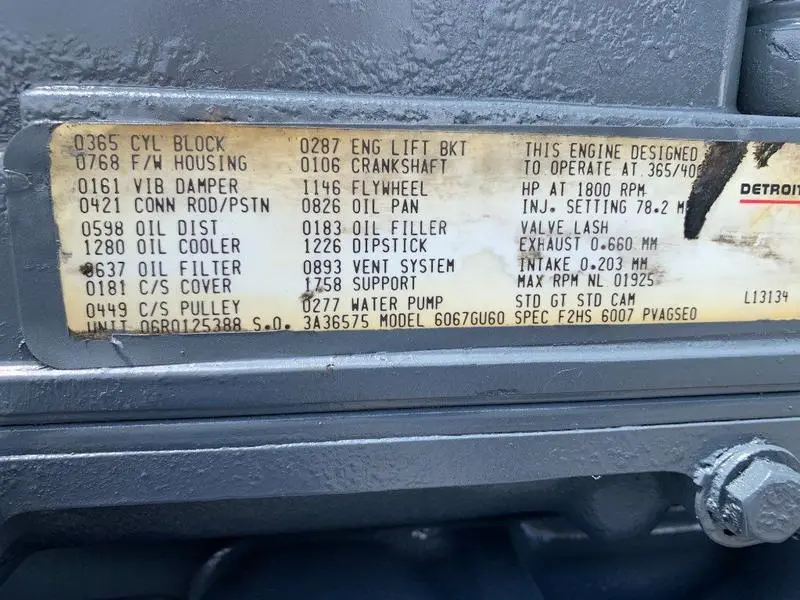 0365 CYL BLOCK 0287 ENG LIFT BKT THIS ENGINE DESIGNED
0768 F/W HOUSING 0106 CRANKSHAFT TO OPERATE AT 365/40
0161 VIB DAMPER 1146 FLYWHEEL HP AT 1800 RPM
0421 CONN ROD/PSTN 0826 OIL PAN INJ. SETTING 78.2 M
0598 OIL DIST 0183 OIL FILLER VALVE LASH
1280 OIL COOLER 1226 DIPSTICK EXHAUST 0.660 MM
0637 OIL FILTER 0893 VENT SYSTEM INTAKE 0.203 MM
0181 C/S COVER 1758 SUPPORT MAX RPM NL 01925
0449 C/S PULLEY 0277 WATER PUMP STD GT STD CAM
UNIT 06R0125388 S.O. 3A36575 MODEL 6067GU60 SPEC F2HS 6007 PVAGSEO
DETROIT
L13134